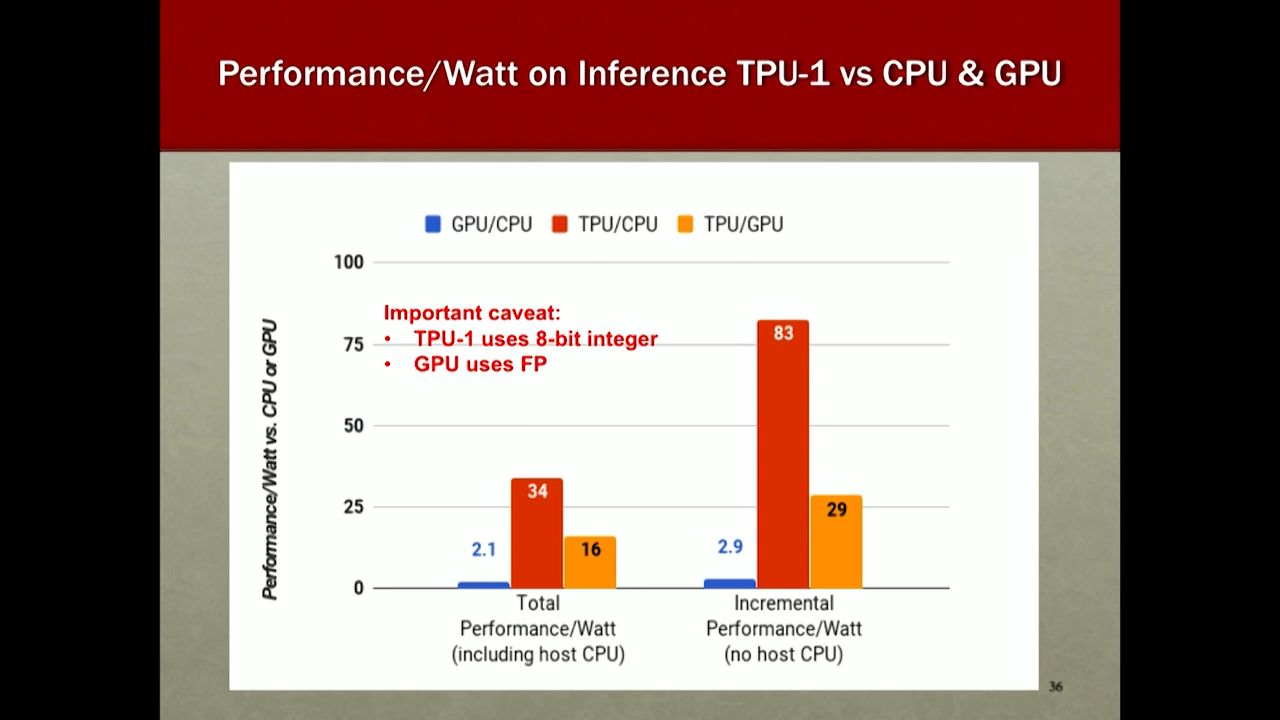 Performance/Watt on Inference TPU-1 vs CPU & GPU
GPU/CPU TPU/CPU TPU/GPU
Performance/Watt vs. CPU or GPU
100
75
50
25
0
Important caveat:
• TPU-1 uses 8-bit integer
• GPU uses FP
2.1
34
16
2.9
83
29
Total
Performance/Watt
(including host CPU)
Incremental
Performance/Watt
(no host CPU)
36